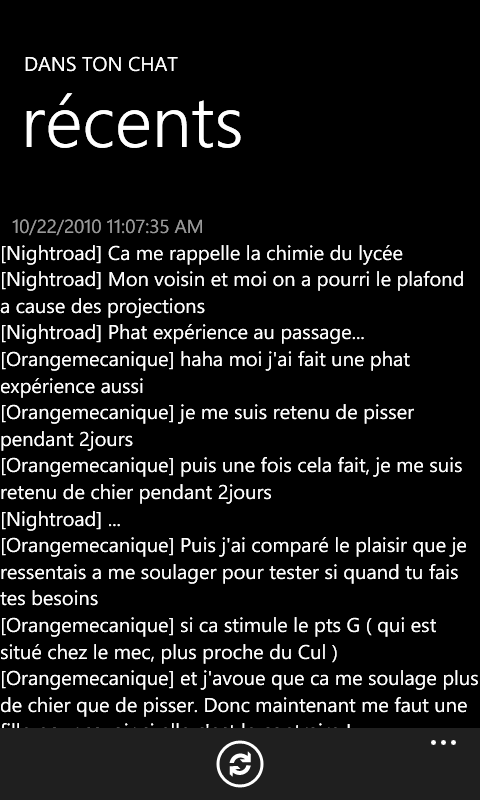 DANS TON CHAT
récents
10/22/2010 11:07:35 AM
[Nightroad] Ca me rappelle la chimie du lycée
[Nightroad] Mon voisin et moi on a pourri le plafond
a cause des projections
[Nightroad] Phat expérience au passage...
[Orangemecanique] haha moi j'ai fait une phat
expérience aussi
[Orangemecanique] je me suis retenu de pisser
pendant 2jours
[Orangemecanique] puis une fois cela fait, je me suis
retenu de chier pendant 2jours
[Nightroad] ...
[Orangemecanique] Puis j'ai comparé le plaisir que je
ressentais a me soulager pour tester si quand tu fais
tes besoins
[Orangemecanique] si ca stimule le pts G ( qui est
situé chez le mec, plus proche du Cul )
[Orangemecanique] et j'avoue que ca me soulage plus
de chier que de pisser. Donc maintenant me faut une